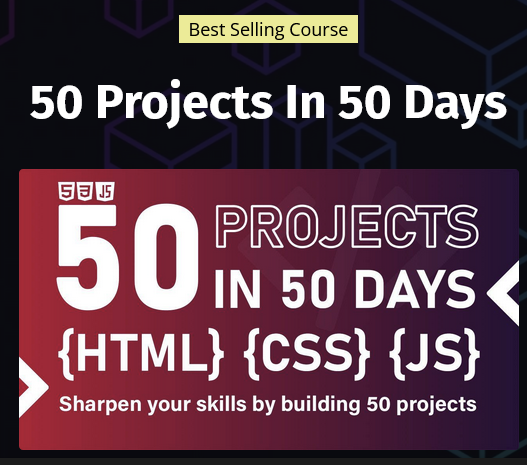 Best Selling Course
50 Projects In 50 Days
5 3 JS
50 PROJECTS
IN 50 DAYS
{HTML} {CSS} {JS}
Sharpen your skills by building 50 projects